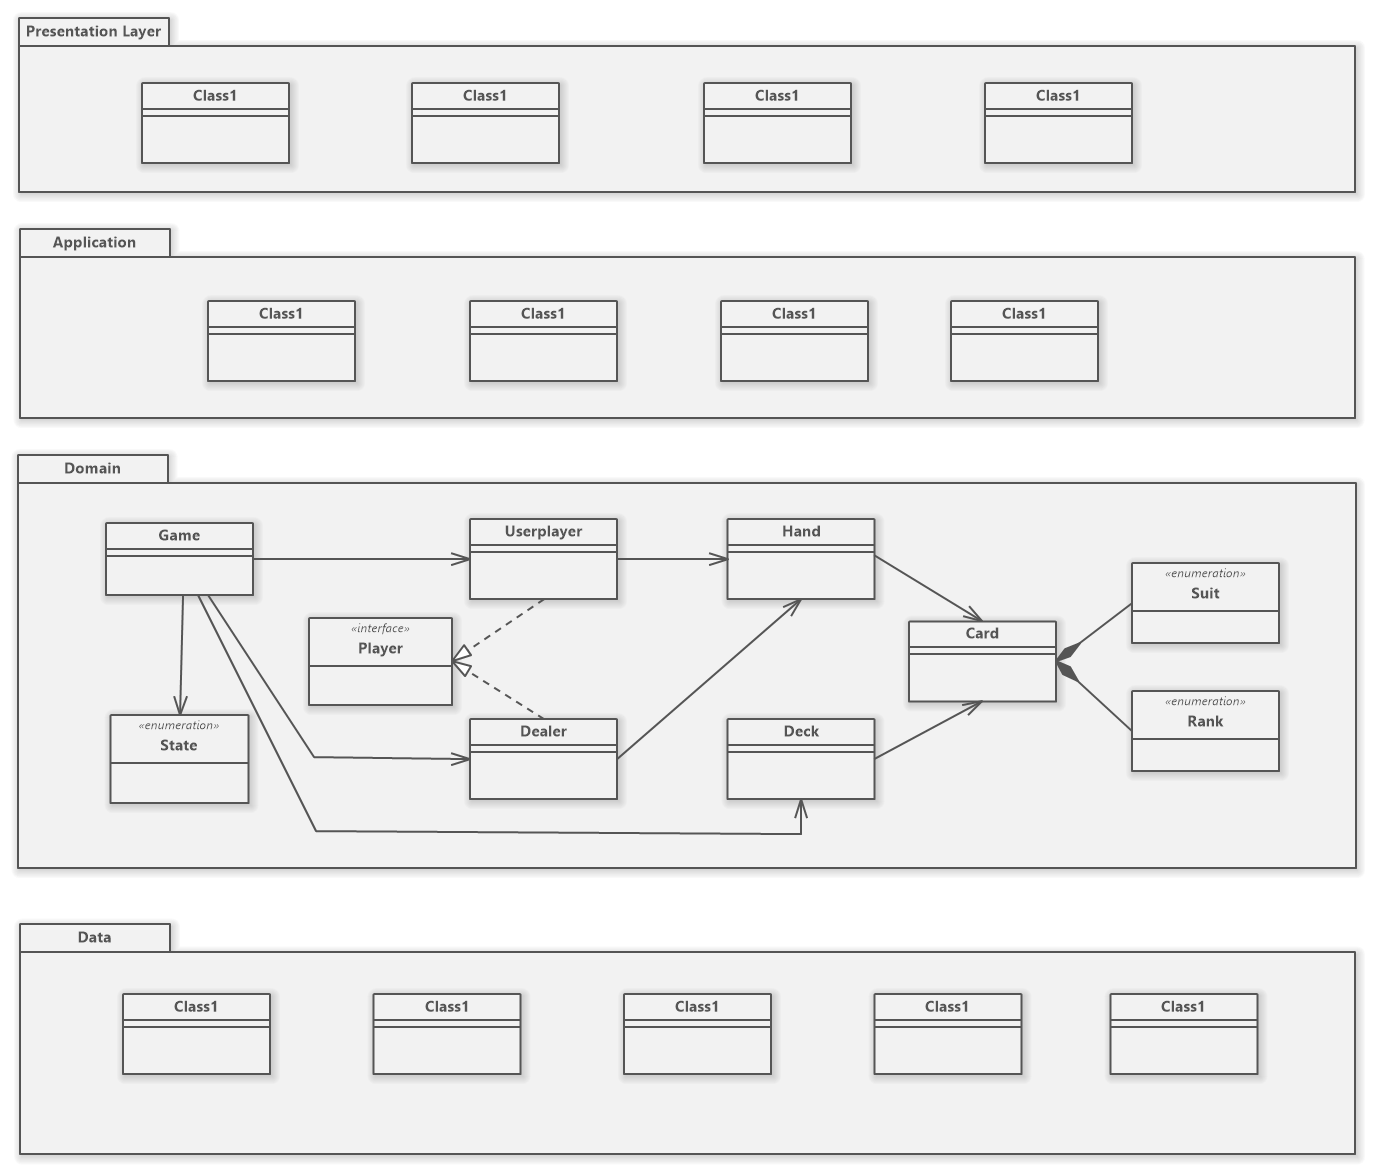 Presentation Layer
Class1
Class1
Class1
Class1
Application
Class1
Class1
Class1
Class1
Domain
Game
Userplayer
Hand
«enumeration»
Suit
«interface»
Player
Card
«enumeration»
State
Dealer
Deck
«enumeration»
Rank
Data
Class1
Class1
Class1
Class1
Class1